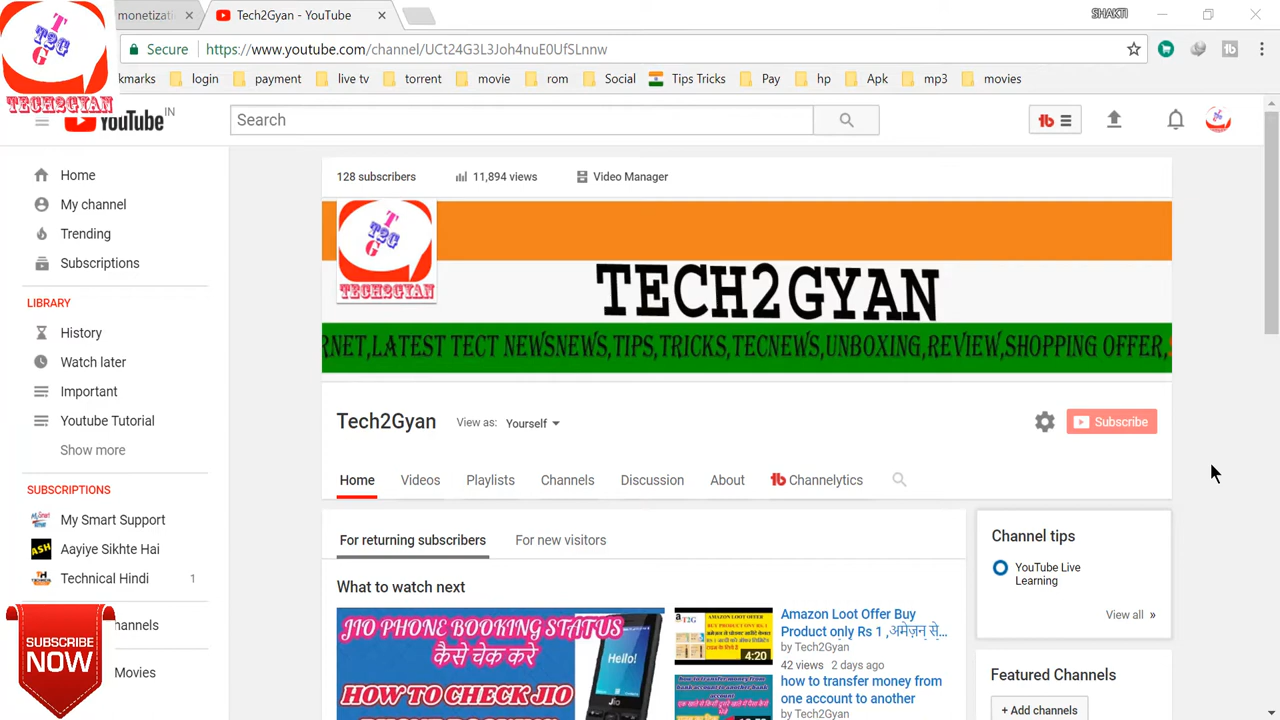 monetizati
Tech2Gyan - YouTube
SHAKTI
Secure
https://www.youtube.com/channel/UCt24G3L3Joh4nuE0UfSLnnw
kmarks
login
payment
live tv
torrent
movie
rom
Social
Tips Tricks
Pay
hp
Apk
mp3
movies
T2G
TECH2GYAN
YouTube IN
Search
Home
My channel
Trending
Subscriptions
LIBRARY
History
Watch later
Important
Youtube Tutorial
Show more
SUBSCRIPTIONS
My Smart Support
Aayiye Sikhte Hai
Technical Hindi 1
hannels
Movies
SUBSCRIBE
NOW
128 subscribers
11,894 views
Video Manager
T2G
TECH2GYAN
TECH2GYAN
RNET,LATEST TECT NEWSNEWS,TIPS,TRICKS,TECNEWS,UNBOXING,REVIEW,SHOPPING OFFER,
Tech2Gyan
View as: Yourself
Subscribe
Home
Videos
Playlists
Channels
Discussion
About
Channelytics
For returning subscribers
For new visitors
What to watch next
JIO PHONE BOOKING STATUS
कैसे चेक करे
HOW TO CHECK JIO
Hello!
Jio
AMAZON LOOT OFFER
4:20
Amazon Loot Offer Buy
Product only Rs 1 ,अमेज़न से...
by Tech2Gyan
42 views 2 days ago
how to transfer money from
one account to another
by Tech2Gyan
Channel tips
YouTube Live
Learning
View all »
Featured Channels
+ Add channels